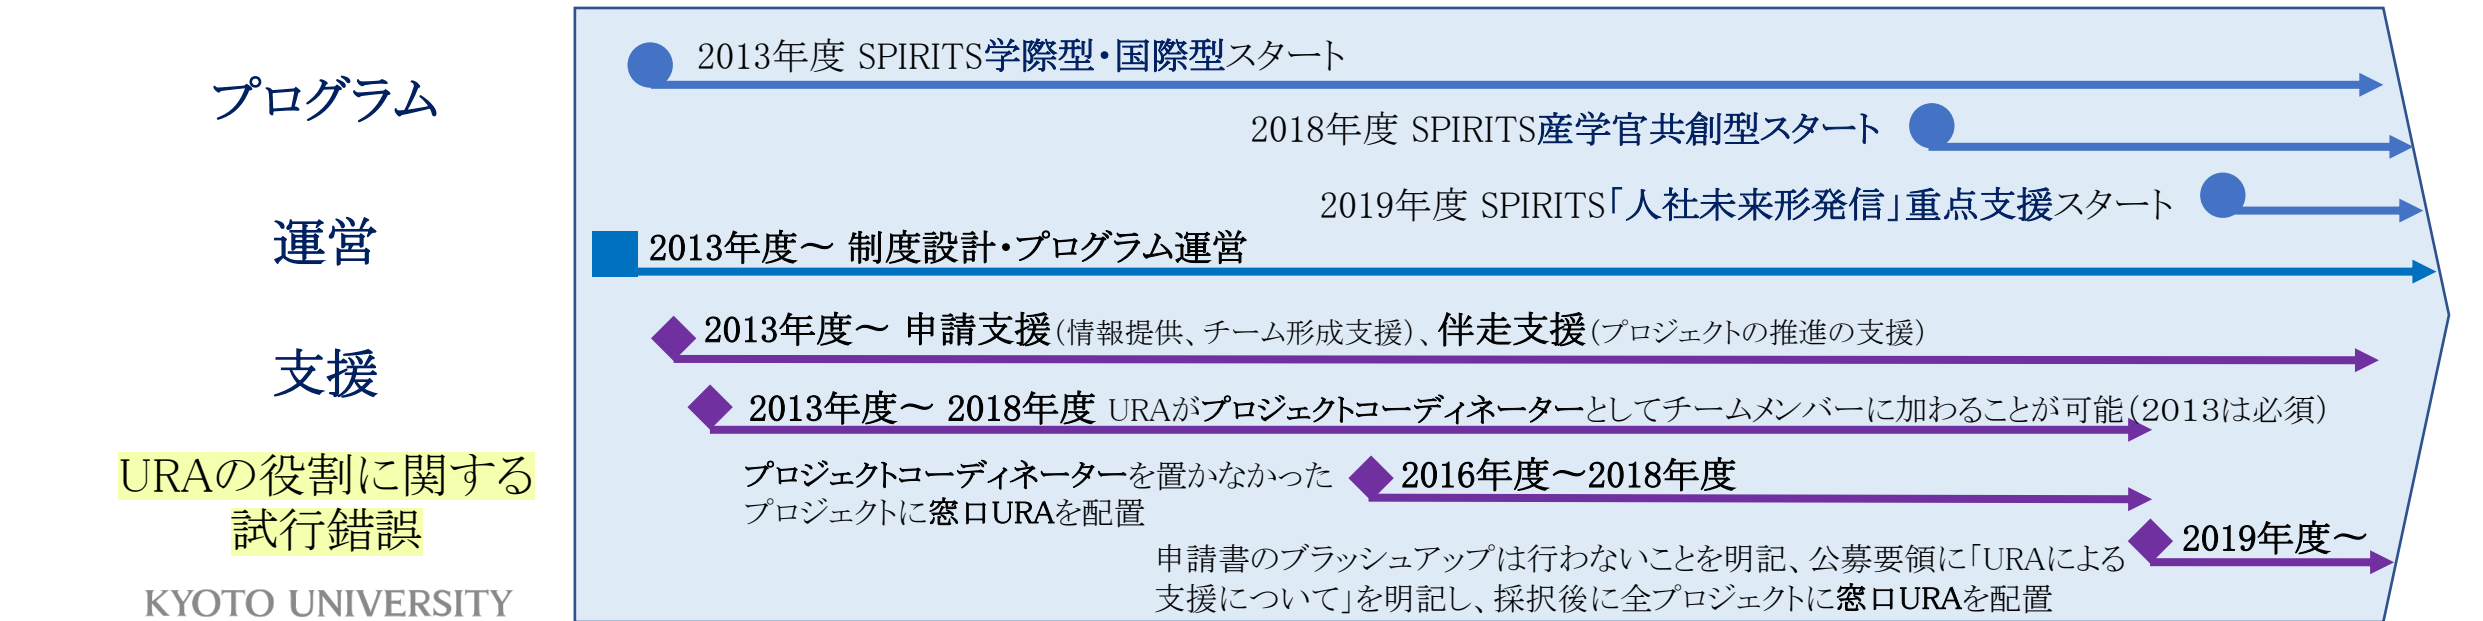 2013年度 SPIRITS学際型・国際型スタート
プログラム
2018年度 SPIRITS産学官共創型スタート
2019年度 SPIRITS「人社未来形発信」重点支援スタート
運営
2013年度～ 制度設計・プログラム運営
2013年度～ 申請支援（情報提供、チーム形成支援）、伴走支援（プロジェクトの推進の支援）
支援
2013年度～ 2018年度 URAがプロジェクトコーディネーターとしてチームメンバーに加わることが可能（2013は必須）
URAの役割に関する
試行錯誤
プロジェクトコーディネーターを置かなかった
プロジェクトに窓口URAを配置
2016年度～2018年度
2019年度～
申請書のブラッシュアップは行わないことを明記、公募要領に「URAによる
支援について」を明記し、採択後に全プロジェクトに窓口URAを配置
KYOTO UNIVERSITY